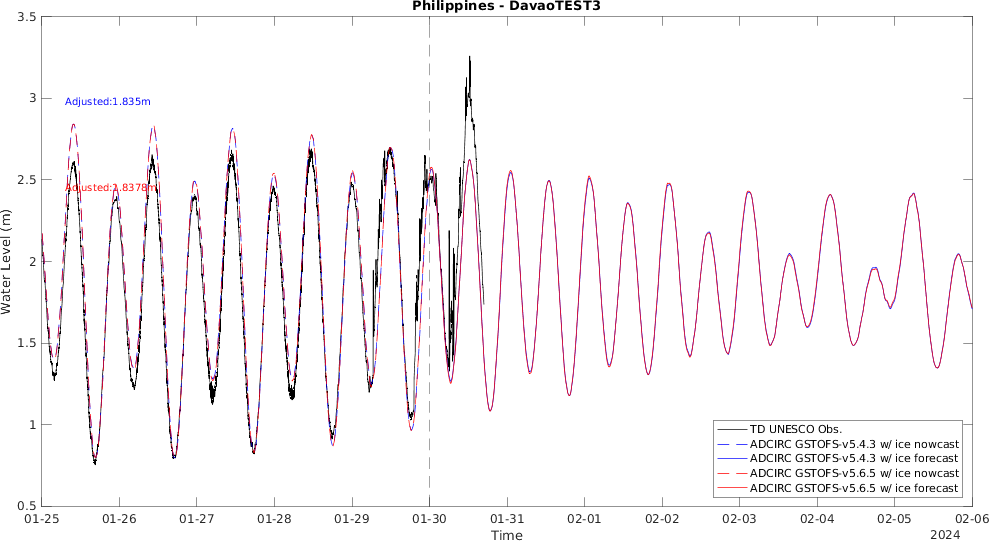 Philippines - DavaoTEST3
3.5
3
2.5
2
1.5
1
0.5
Water Level (m)
Adjusted:1.835m
Adjusted:1.8378m
TD UNESCO Obs.
ADCIRC GSTOFS-v5.4.3 w/ ice nowcast
ADCIRC GSTOFS-v5.4.3 w/ ice forecast
ADCIRC GSTOFS-v5.6.5 w/ ice nowcast
ADCIRC GSTOFS-v5.6.5 w/ ice forecast
01-25 01-26 01-27 01-28 01-29 01-30 01-31 02-01 02-02 02-03 02-04 02-05 02-06
Time
2024